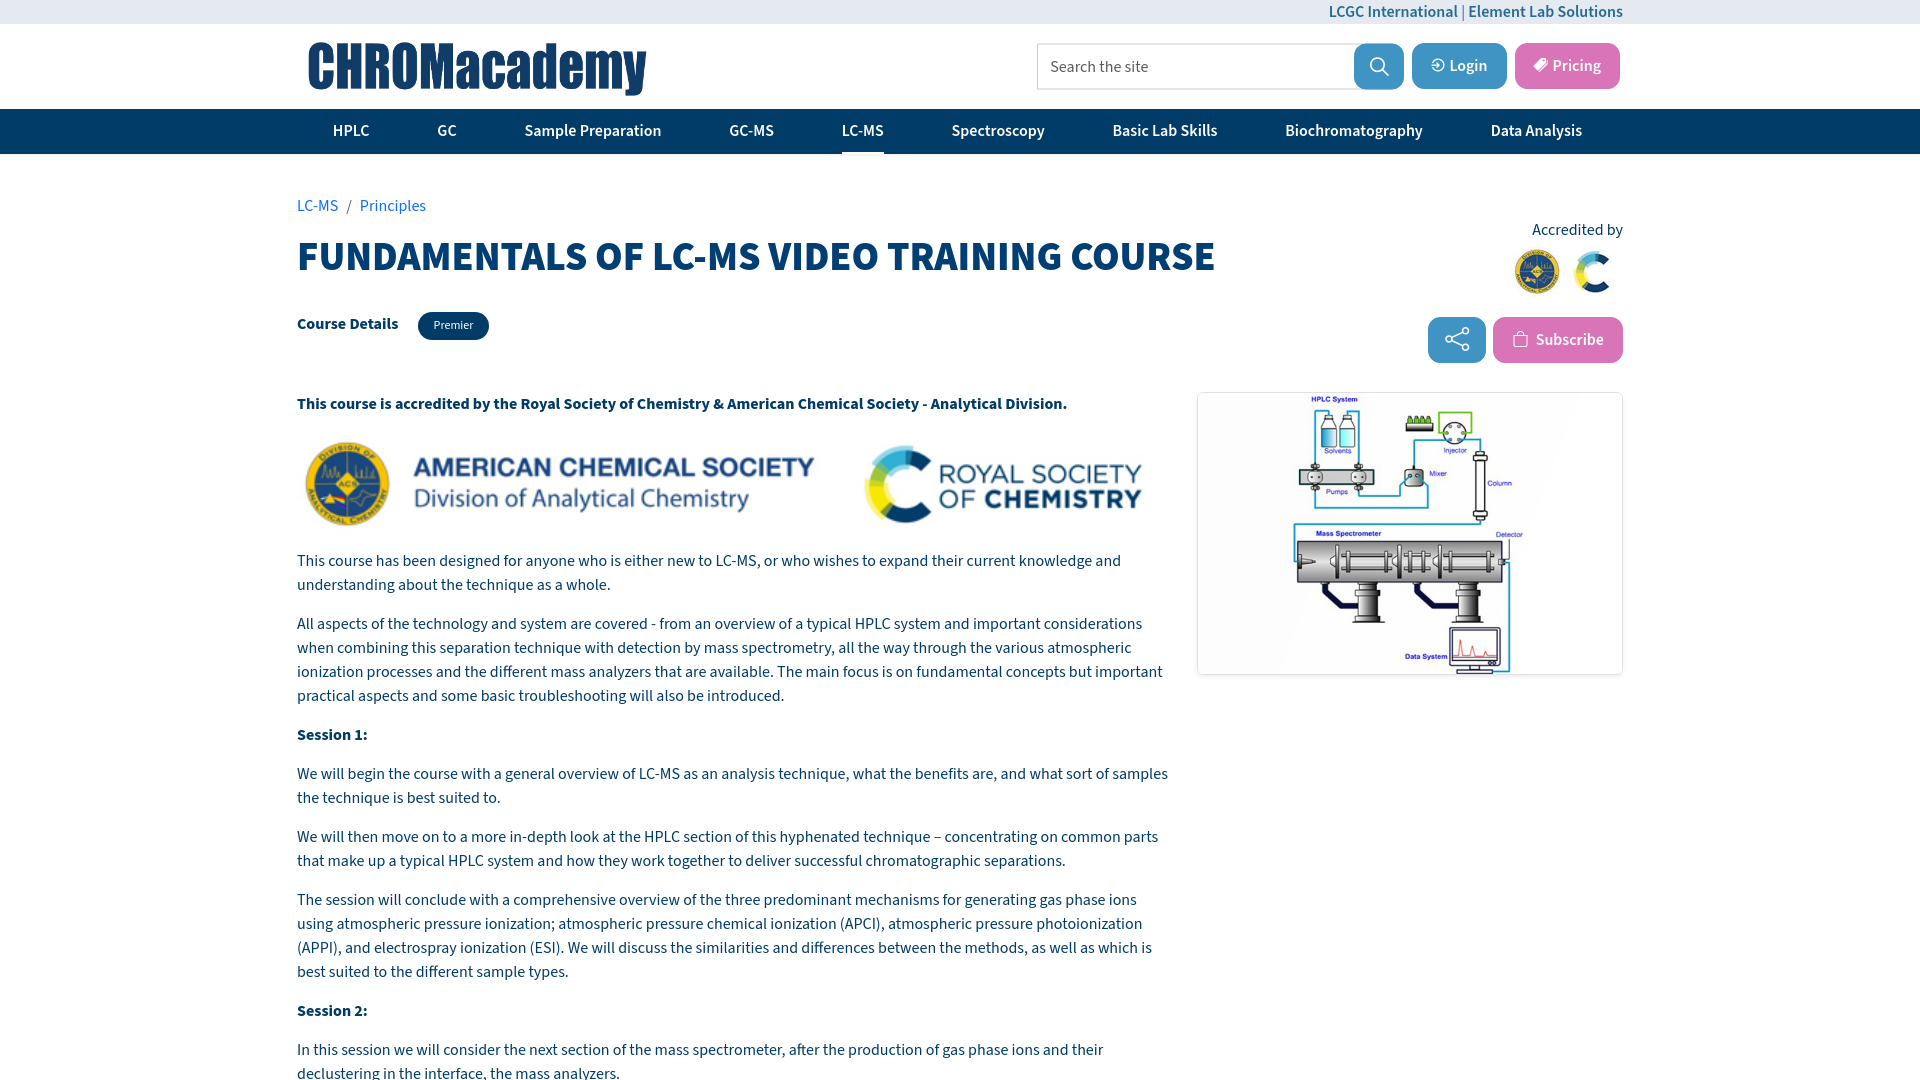 LCGC International | Element Lab Solutions
CHROMacademy
Search the site
Login
Pricing
HPLC GC Sample Preparation GC-MS LC-MS Spectroscopy Basic Lab Skills Biochromatography Data Analysis
LC-MS / Principles
Accredited by
FUNDAMENTALS OF LC-MS VIDEO TRAINING COURSE
Course Details Premier
Subscribe
This course is accredited by the Royal Society of Chemistry & American Chemical Society - Analytical Division.
DIVISION OF
ACS
ANALYTICAL CHEMISTRY
AMERICAN CHEMICAL SOCIETY
Division of Analytical Chemistry
ROYAL SOCIETY
OF CHEMISTRY
This course has been designed for anyone who is either new to LC-MS, or who wishes to expand their current knowledge and
understanding about the technique as a whole.
All aspects of the technology and system are covered - from an overview of a typical HPLC system and important considerations
when combining this separation technique with detection by mass spectrometry, all the way through the various atmospheric
ionization processes and the different mass analyzers that are available. The main focus is on fundamental concepts but important
practical aspects and some basic troubleshooting will also be introduced.
Session 1:
We will begin the course with a general overview of LC-MS as an analysis technique, what the benefits are, and what sort of samples
the technique is best suited to.
We will then move on to a more in-depth look at the HPLC section of this hyphenated technique – concentrating on common parts
that make up a typical HPLC system and how they work together to deliver successful chromatographic separations.
The session will conclude with a comprehensive overview of the three predominant mechanisms for generating gas phase ions
using atmospheric pressure ionization; atmospheric pressure chemical ionization (APCI), atmospheric pressure photoionization
(APPI), and electrospray ionization (ESI). We will discuss the similarities and differences between the methods, as well as which is
best suited to the different sample types.
Session 2:
In this session we will consider the next section of the mass spectrometer, after the production of gas phase ions and their
declustering in the interface, the mass analyzers.
HPLC System
Solvents
Injector
Mixer
Column
Pumps
Mass Spectrometer
Detector
Data System